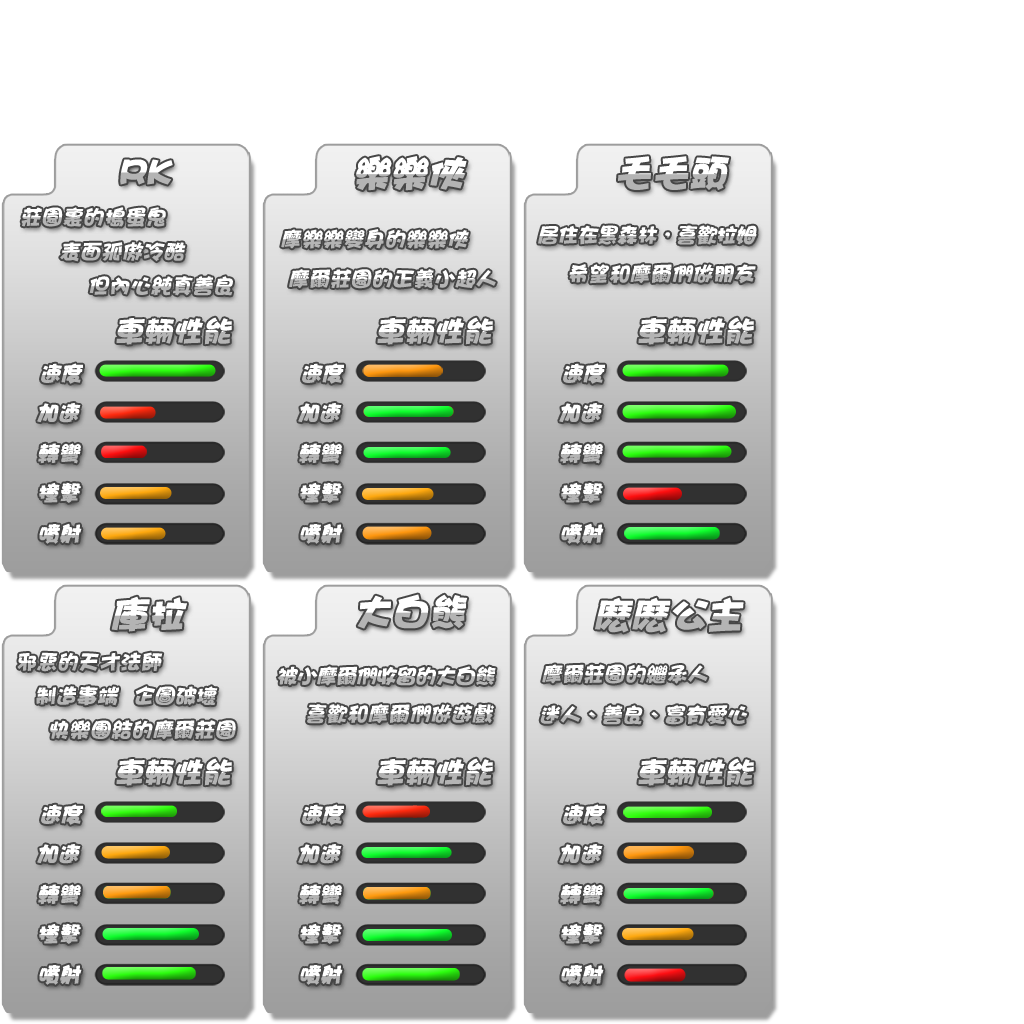 RK
莊園裏的搗蛋鬼
表面孤傲冷酷
但內心純真善良
車輛性能
速度
加速
轉彎
撞擊
噴射
樂樂俠
摩樂樂變身的樂樂俠
摩爾莊園的正義小超人
車輛性能
速度
加速
轉彎
撞擊
噴射
毛毛頭
居住在黑森林，喜歡拉姆
希望和摩爾們做朋友
車輛性能
速度
加速
轉彎
撞擊
噴射
庫拉
邪惡的天才法師
制造事端　企圖破壞
快樂團結的摩爾莊園
車輛性能
速度
加速
轉彎
撞擊
噴射
大白熊
被小摩爾們收留的大白熊
喜歡和摩爾們做遊戲
車輛性能
速度
加速
轉彎
撞擊
噴射
麼麼公主
摩爾莊園的繼承人
迷人、善良、富有愛心
車輛性能
速度
加速
轉彎
撞擊
噴射